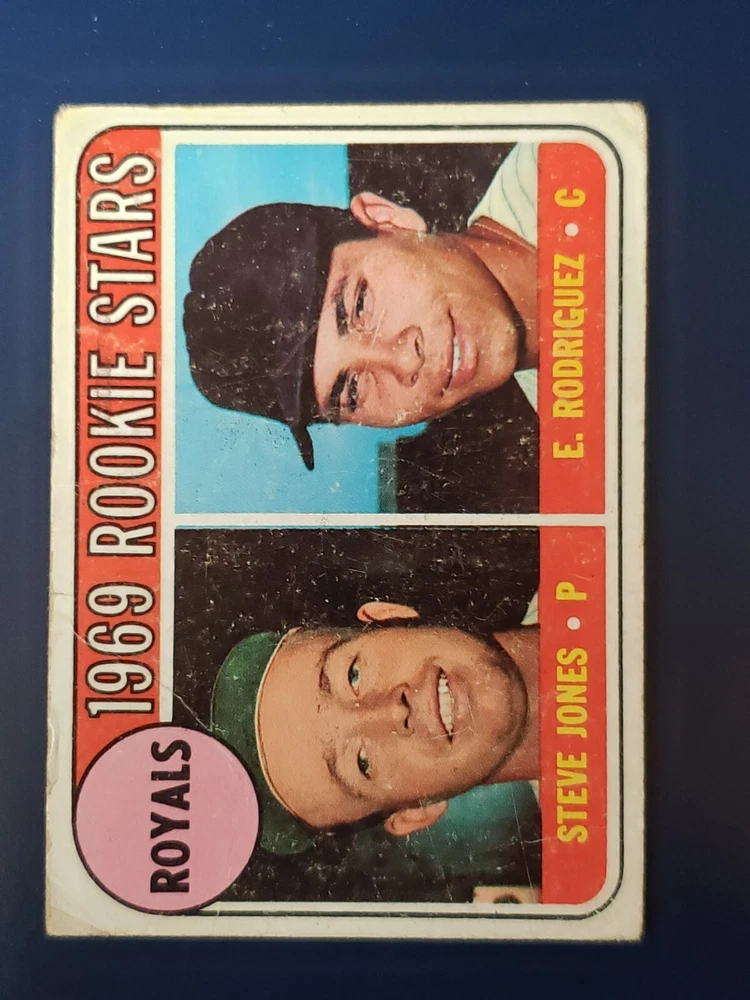 1969 ROOKIE STARS
ROYALS
STEVE JONES • P
E. RODRIGUEZ • C